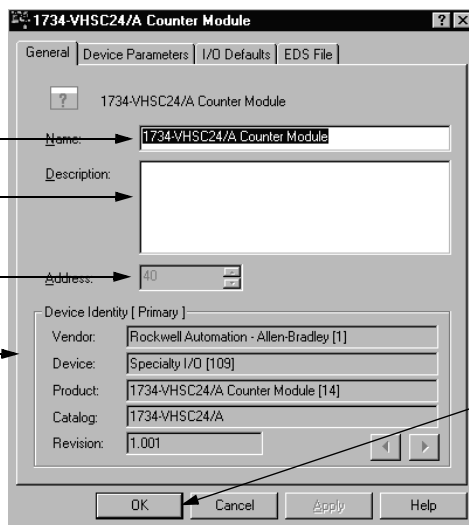 1734-VHSC24/A Counter Module
General Device Parameters I/O Defaults EDS File
1734-VHSC24/A Counter Module
Name: 1734-VHSC24/A Counter Module
Description:
Address: 40
Device Identity [ Primary ]
Vendor: Rockwell Automation - Allen-Bradley [1]
Device: Specialty I/O [109]
Product: 1734-VHSC24/A Counter Module [14]
Catalog: 1734-VHSC24/A
Revision: 1.001
OK Cancel Apply Help